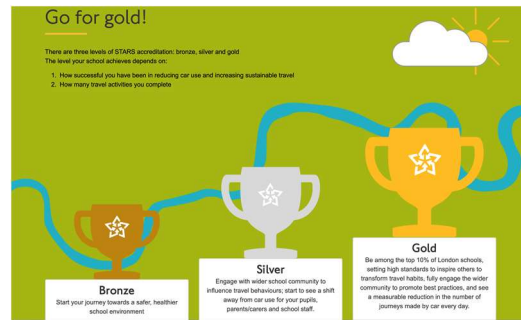 Go for gold!
There are three levels of STARS accreditation: bronze, silver and gold
The level your school achieves depends on:
1. How successful you have been in reducing car use and increasing sustainable travel
2. How many travel activities you complete
Bronze
Start your journey towards a safer, healthier
school environment
Silver
Engage with wider school community to
influence travel behaviours; start to see a shift
away from car use for your pupils,
parents/carers and school staff.
Gold
Be among the top 10% of London schools,
setting high standards to inspire others to
transform travel habits, fully engage the wider
community to promote best practices, and see
a measurable reduction in the number of
journeys made by car every day.